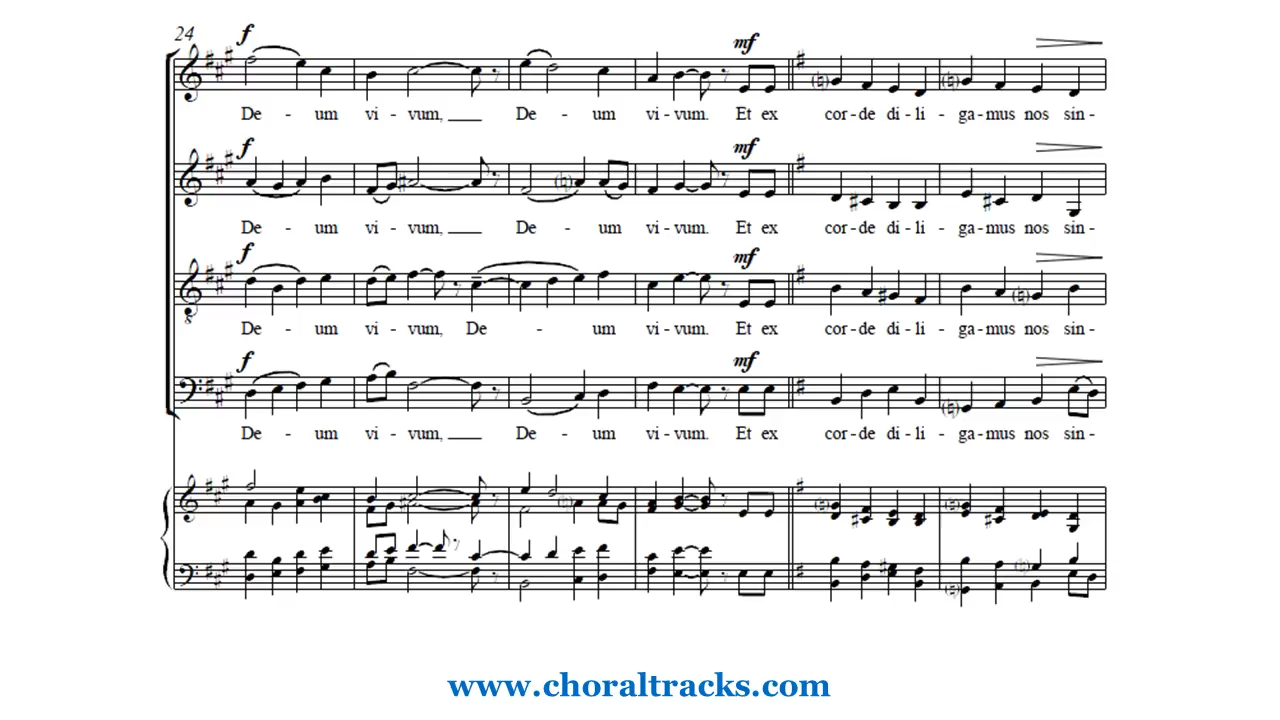 24 f
mf
De - um vi - vum, ___ De - um vi - vum. Et ex cor - de di - li - ga - mus nos sin -
f
mf
De - um vi - vum, ___ De - um vi - vum. Et ex cor - de di - li - ga - mus nos sin -
f
mf
De - um vi - vum, De - um vi - vum. Et ex cor - de di - li - ga - mus nos sin -
f
mf
De - um vi - vum, ___ De - um vi - vum. Et ex cor - de di - li - ga - mus nos sin -
www.choraltracks.com